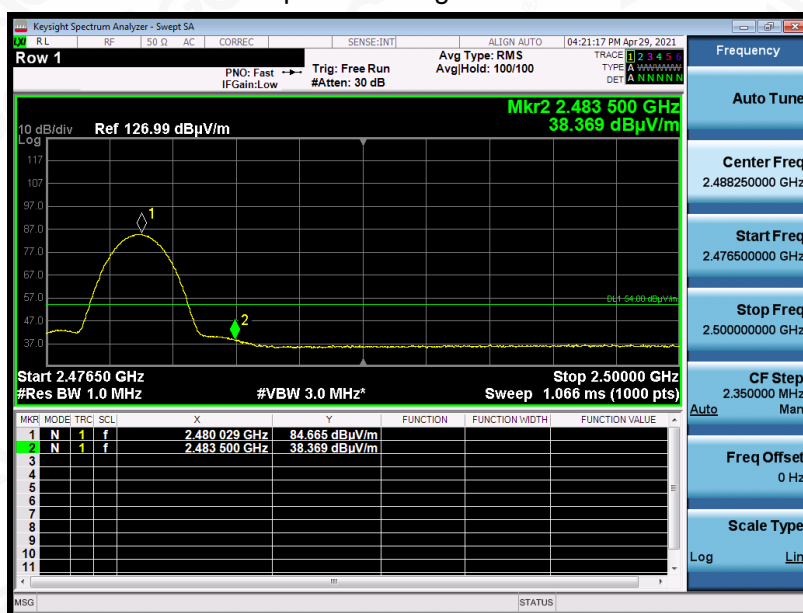 Keysight Spectrum Analyzer - Swept SA
LXI RL RF 50 Ω AC CORREC SENSE:INT ALIGN AUTO 04:21:17 PM Apr 29, 2021
Row 1
PNO: Fast
IFGain:Low
Trig: Free Run
#Atten: 30 dB
Avg Type: RMS
Avg|Hold: 100/100
TRACE 1 2 3 4 5 6
TYPE A WWWWW
DET A N N N N N
Mkr2 2.483 500 GHz
38.369 dBµV/m
10 dB/div Ref 126.99 dBµV/m
Log
117
107
97.0
87.0
77.0
67.0
57.0
47.0
37.0
1
2
DL1 54.00 dBµV/m
Start 2.47650 GHz Stop 2.50000 GHz
#Res BW 1.0 MHz #VBW 3.0 MHz* Sweep 1.066 ms (1000 pts)
MKR MODE TRC SCL X Y FUNCTION FUNCTION WIDTH FUNCTION VALUE
1 N 1 f 2.480 029 GHz 84.665 dBµV/m
2 N 1 f 2.483 500 GHz 38.369 dBµV/m
3
4
5
6
7
8
9
10
11
MSG STATUS
Frequency
Auto Tune
Center Freq
2.488250000 GHz
Start Freq
2.476500000 GHz
Stop Freq
2.500000000 GHz
CF Step
2.350000 MHz
Auto Man
Freq Offset
0 Hz
Scale Type
Log Lin